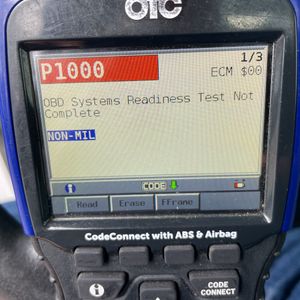 OTC
1/3
P1000
ECM $00
OBD Systems Readiness Test Not
Complete
NON-MIL
i CODE
Read Erase FFrame
CodeConnect with ABS & Airbag
i
CODE
CONNECT